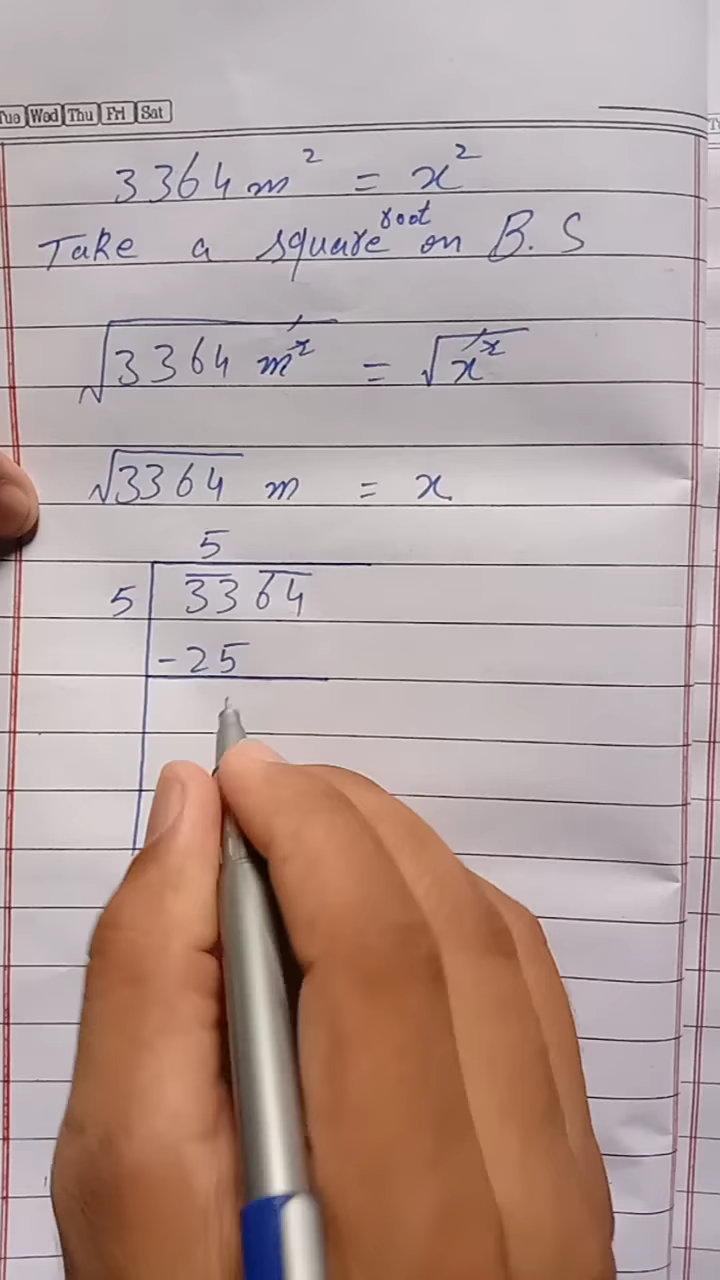 Tue Wed Thu Fri Sat
3364 m² = x²
Take a square root on B.S
√3364 m² = √x²
√3364 m = x
5
5 3364
-25